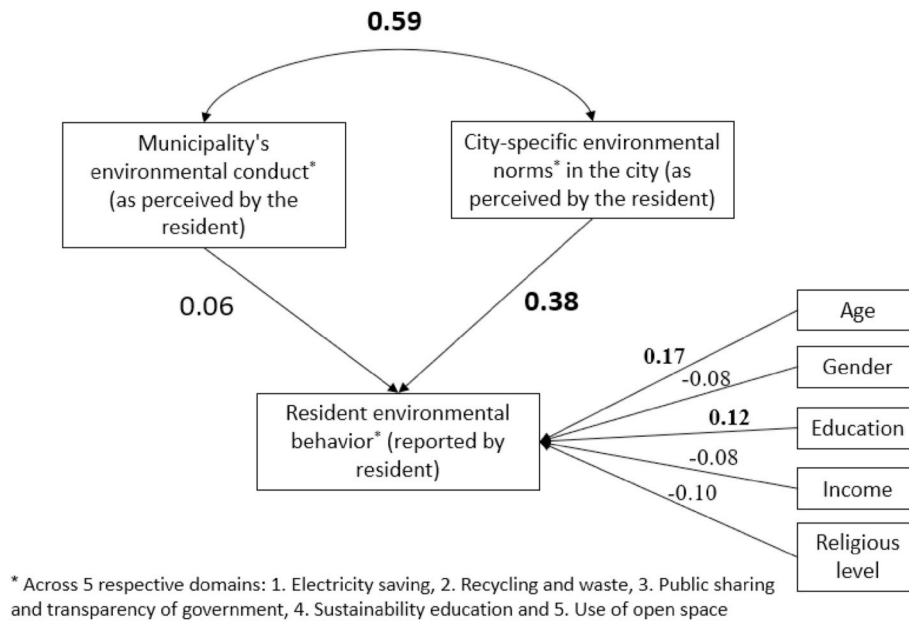 0.59
Municipality's
environmental conduct*
(as perceived by the
resident)
City-specific environmental
norms* in the city (as
perceived by the resident)
0.06
0.38
Age
0.17
Gender
-0.08
Resident environmental
behavior* (reported by
resident)
0.12
Education
-0.08
Income
-0.10
Religious
level
* Across 5 respective domains: 1. Electricity saving, 2. Recycling and waste, 3. Public sharing
and transparency of government, 4. Sustainability education and 5. Use of open space